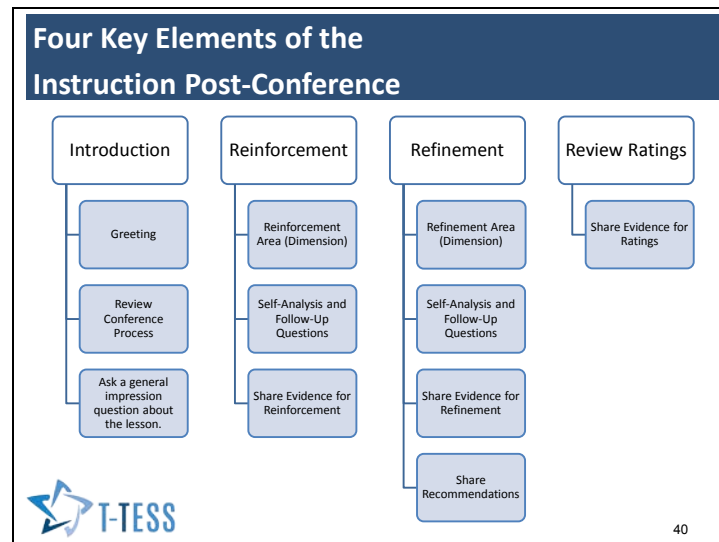 Four Key Elements of the
Instruction Post-Conference
Introduction
Greeting
Review
Conference
Process
Ask a general
impression
question about
the lesson.
Reinforcement
Reinforcement
Area (Dimension)
Self-Analysis and
Follow-Up
Questions
Share Evidence for
Reinforcement
Refinement
Refinement Area
(Dimension)
Self-Analysis and
Follow-Up
Questions
Share Evidence for
Refinement
Share
Recommendations
Review Ratings
Share Evidence for
Ratings
T-TESS
40